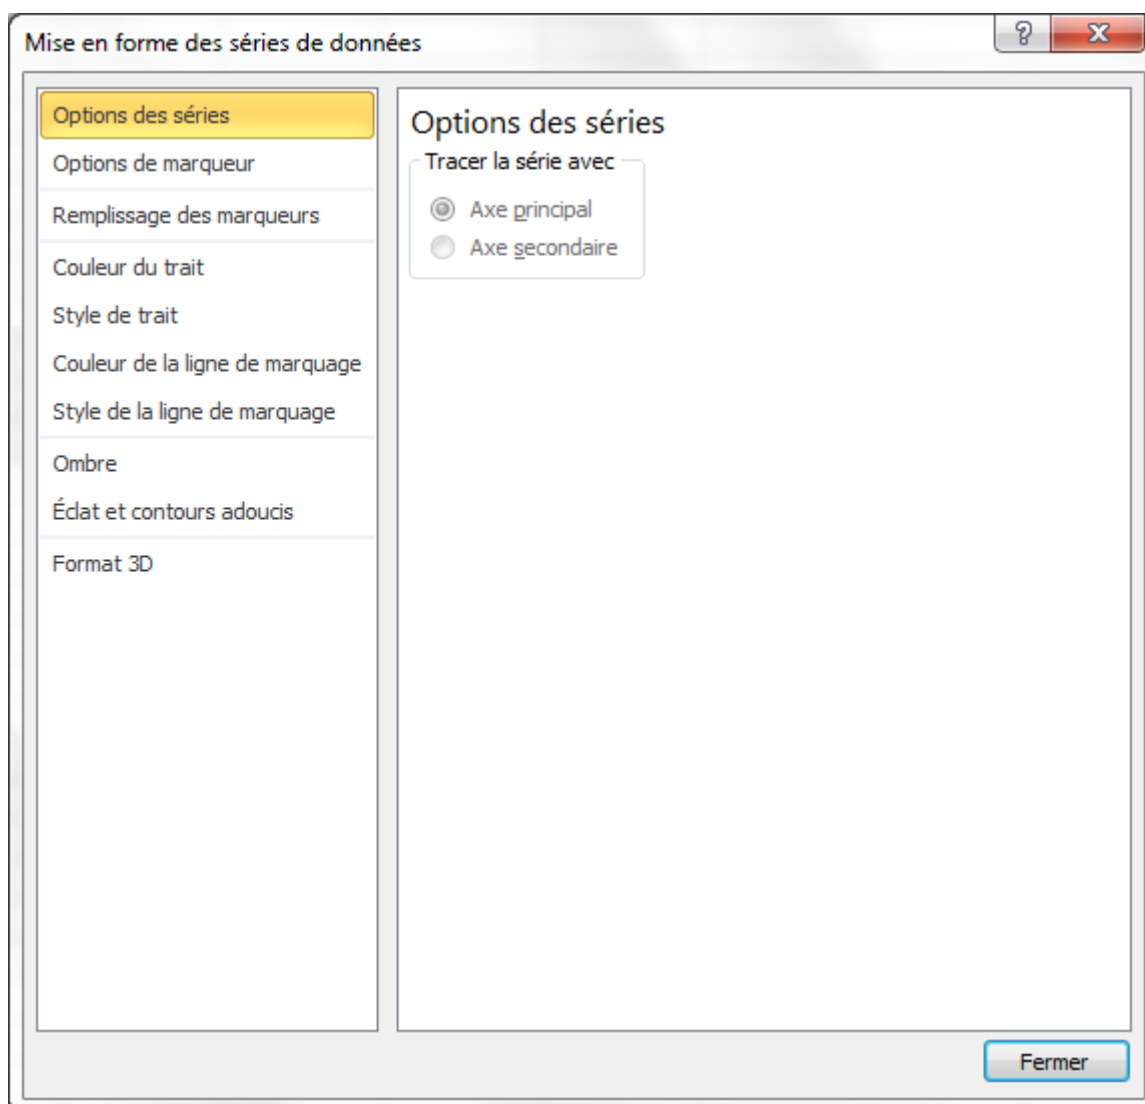 Mise en forme des séries de données
Options des séries
Options de marqueur
Remplissage des marqueurs
Couleur du trait
Style de trait
Couleur de la ligne de marquage
Style de la ligne de marquage
Ombre
Éclat et contours adoucis
Format 3D
Options des séries
Tracer la série avec
Axe principal
Axe secondaire
Fermer